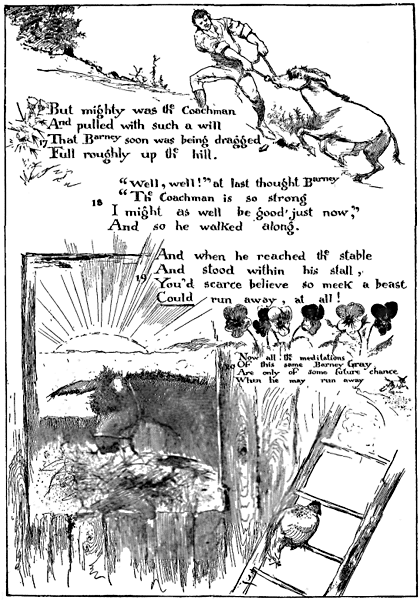 But mighty was the Coachman
And pulled with such a will
17 That Barney soon was being dragged
Full roughly up the hill.
"Well, well!" at last thought Barney
18 "The Coachman is so strong
I might as well be good just now,"
And so he walked along.
And when he reached the stable
And stood within his stall,
19 You'd scarce believe so meek a beast
Could run away, at all!
Now all the meditations
20 Of this same Barney Gray
Are only of some future chance
When he may run away